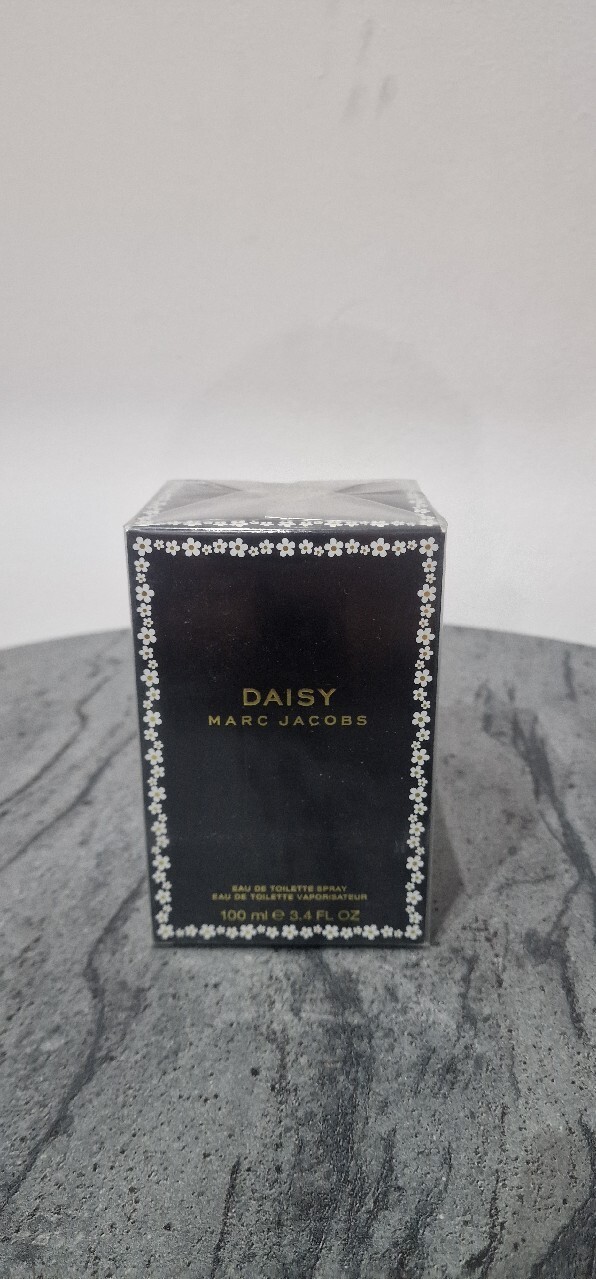 DAISY
MARC JACOBS
EAU DE TOILETTE SPRAY
EAU DE TOILETTE VAPORISATEUR
100 ml ℮ 3.4 FL OZ